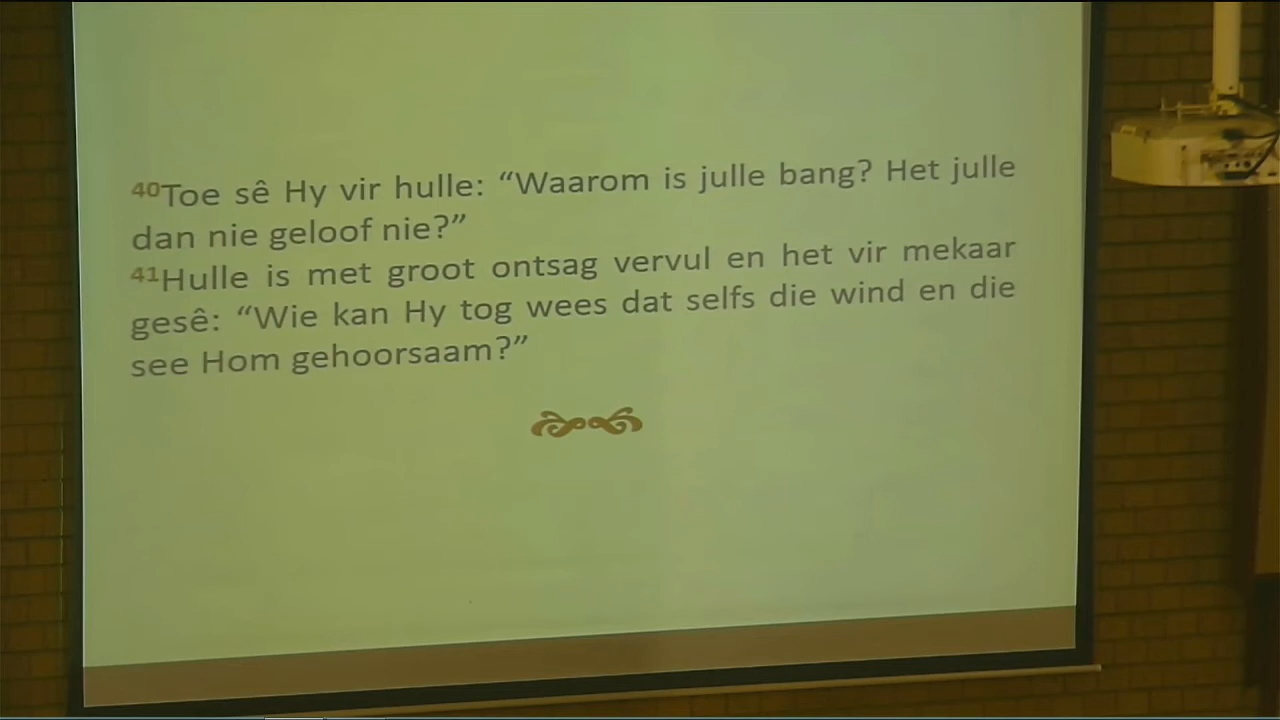 40Toe sê Hy vir hulle: “Waarom is julle bang? Het julle
dan nie geloof nie?”
41Hulle is met groot ontsag vervul en het vir mekaar
gesê: “Wie kan Hy tog wees dat selfs die wind en die
see Hom gehoorsaam?”